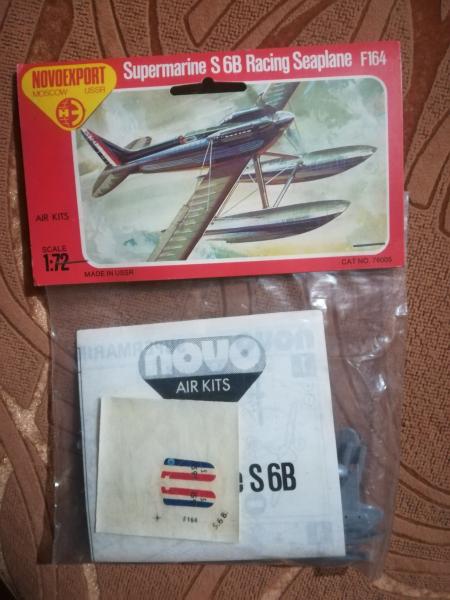 NOVOEXPORT
MOSCOW USSR
Supermarine S 6B Racing Seaplane F164
AIR KITS
SCALE
1:72
MADE IN USSR
CAT NO. 78005
novo
AIR KITS
S 6B
F164
S.6B.